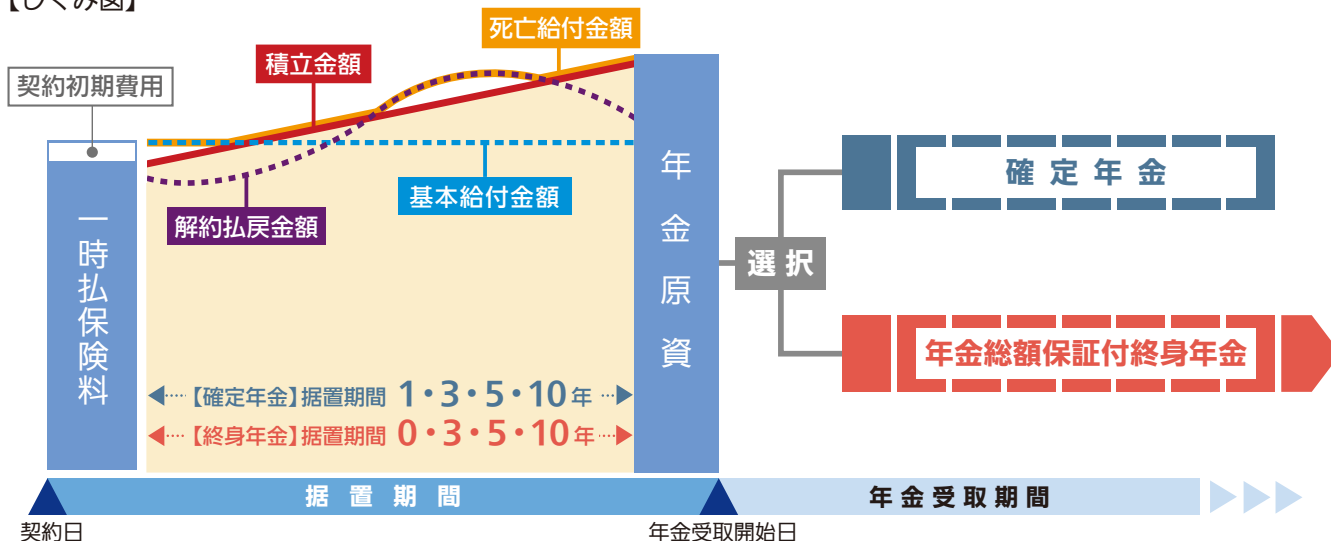 【しくみ図】
死亡給付金額
積立金額
契約初期費用
基本給付金額
解約払戻金額
一時払保険料
年金原資
選択
確定年金
年金総額保証付終身年金
【確定年金】据置期間 1・3・5・10年
【終身年金】据置期間 0・3・5・10年
据置期間
年金受取期間
契約日
年金受取開始日